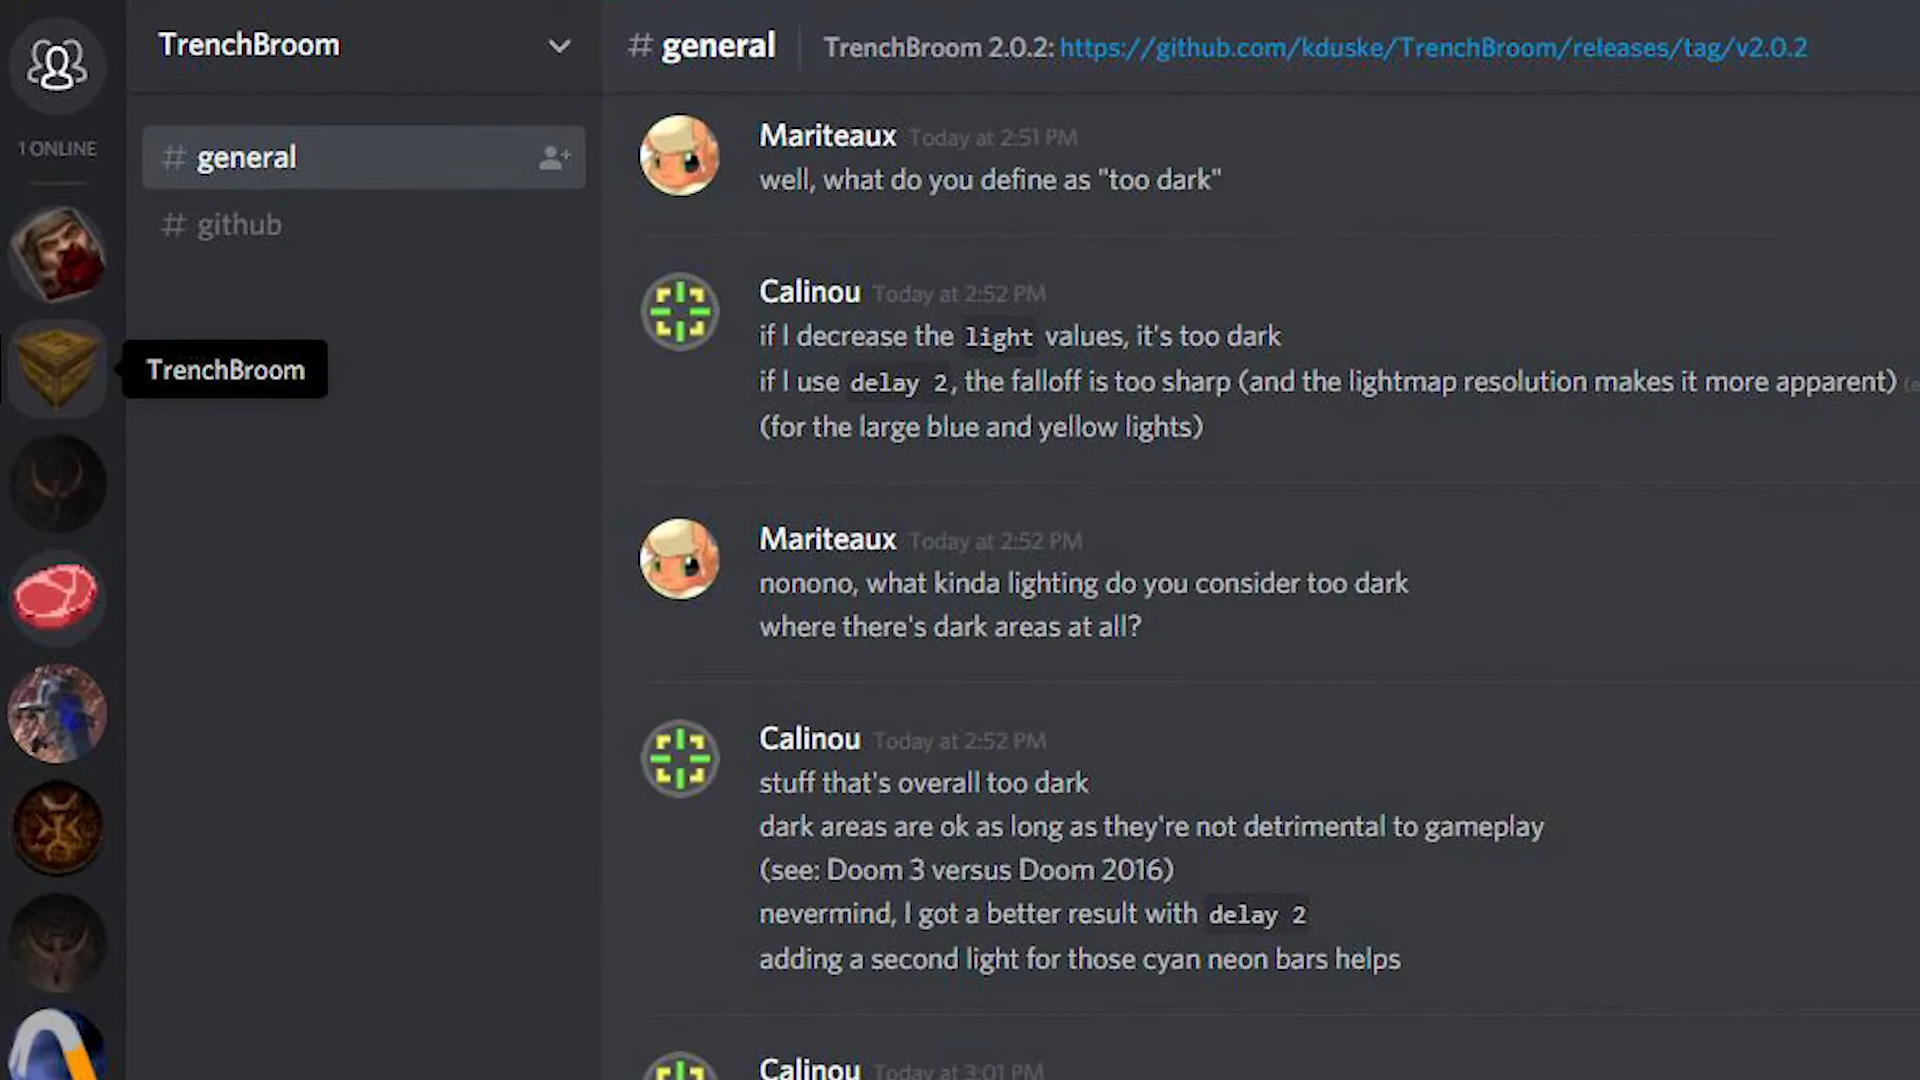 TrenchBroom
# general
TrenchBroom 2.0.2: https://github.com/kduske/TrenchBroom/releases/tag/v2.0.2
1 ONLINE
# general
# github
TrenchBroom
Mariteaux Today at 2:51 PM
well, what do you define as "too dark"
Calinou Today at 2:52 PM
if I decrease the light values, it's too dark
if I use delay 2, the falloff is too sharp (and the lightmap resolution makes it more apparent)
(for the large blue and yellow lights)
Mariteaux Today at 2:52 PM
nonono, what kinda lighting do you consider too dark
where there's dark areas at all?
Calinou Today at 2:52 PM
stuff that's overall too dark
dark areas are ok as long as they're not detrimental to gameplay
(see: Doom 3 versus Doom 2016)
nevermind, I got a better result with delay 2
adding a second light for those cyan neon bars helps
Calinou Today at 3:01 PM